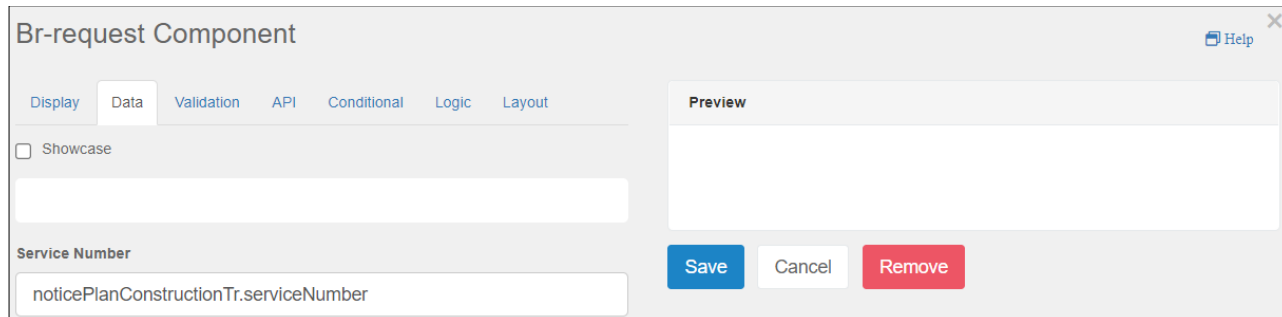 Br-request Component
×
Help
Display Data Validation API Conditional Logic Layout
Showcase
Service Number
noticePlanConstructionTr.serviceNumber
Preview
Save Cancel Remove